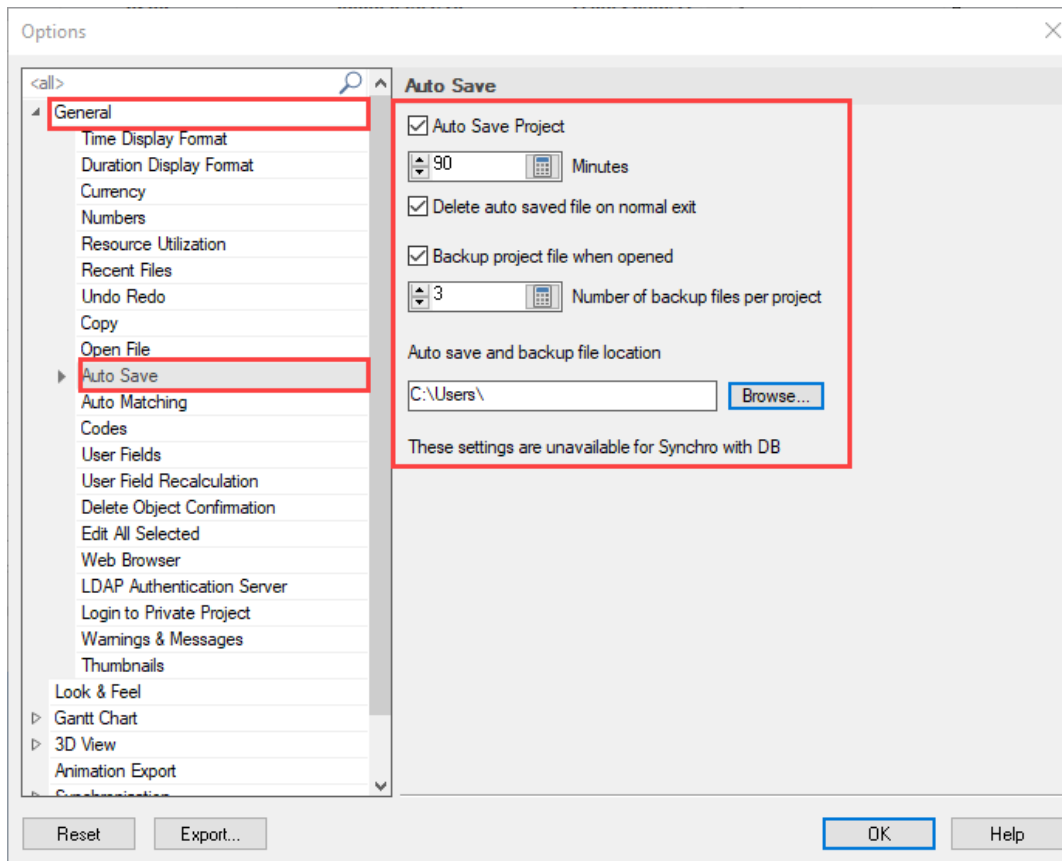 Options
<all>
General
Time Display Format
Duration Display Format
Currency
Numbers
Resource Utilization
Recent Files
Undo Redo
Copy
Open File
Auto Save
Auto Matching
Codes
User Fields
User Field Recalculation
Delete Object Confirmation
Edit All Selected
Web Browser
LDAP Authentication Server
Login to Private Project
Warnings & Messages
Thumbnails
Look & Feel
Gantt Chart
3D View
Animation Export
Auto Save
Auto Save Project
90 Minutes
Delete auto saved file on normal exit
Backup project file when opened
3 Number of backup files per project
Auto save and backup file location
C:\Users\ Browse...
These settings are unavailable for Synchro with DB
Reset Export... OK Help